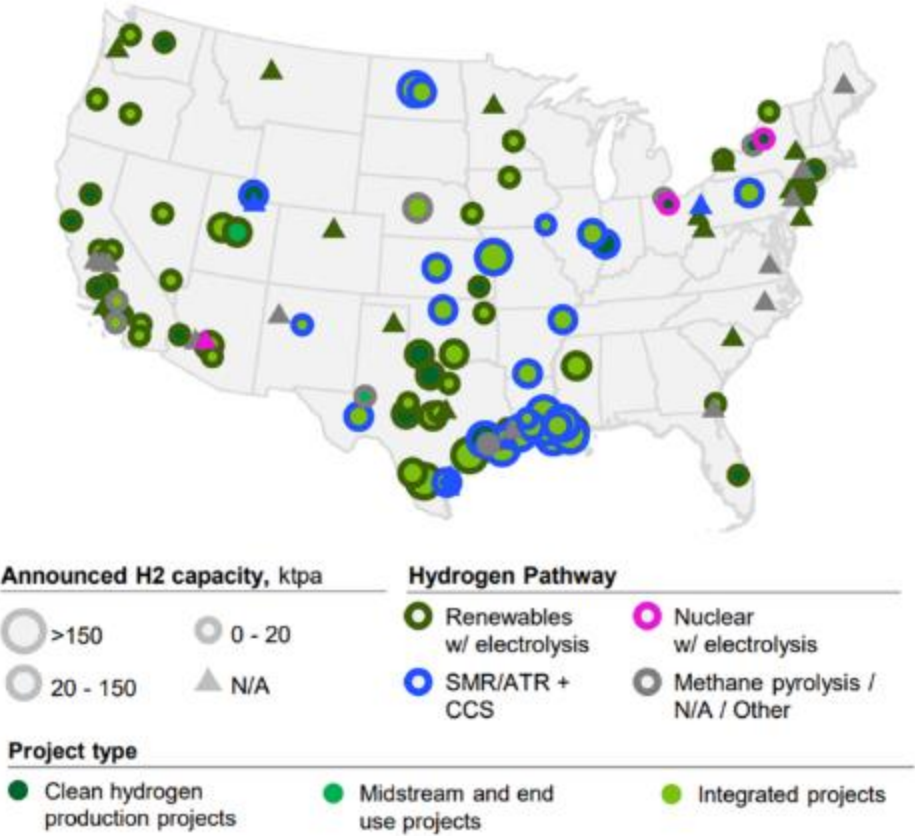 Announced H2 capacity, ktpa
>150
0 - 20
20 - 150
N/A
Hydrogen Pathway
Renewables
w/ electrolysis
Nuclear
w/ electrolysis
SMR/ATR +
CCS
Methane pyrolysis /
N/A / Other
Project type
Clean hydrogen
production projects
Midstream and end
use projects
Integrated projects